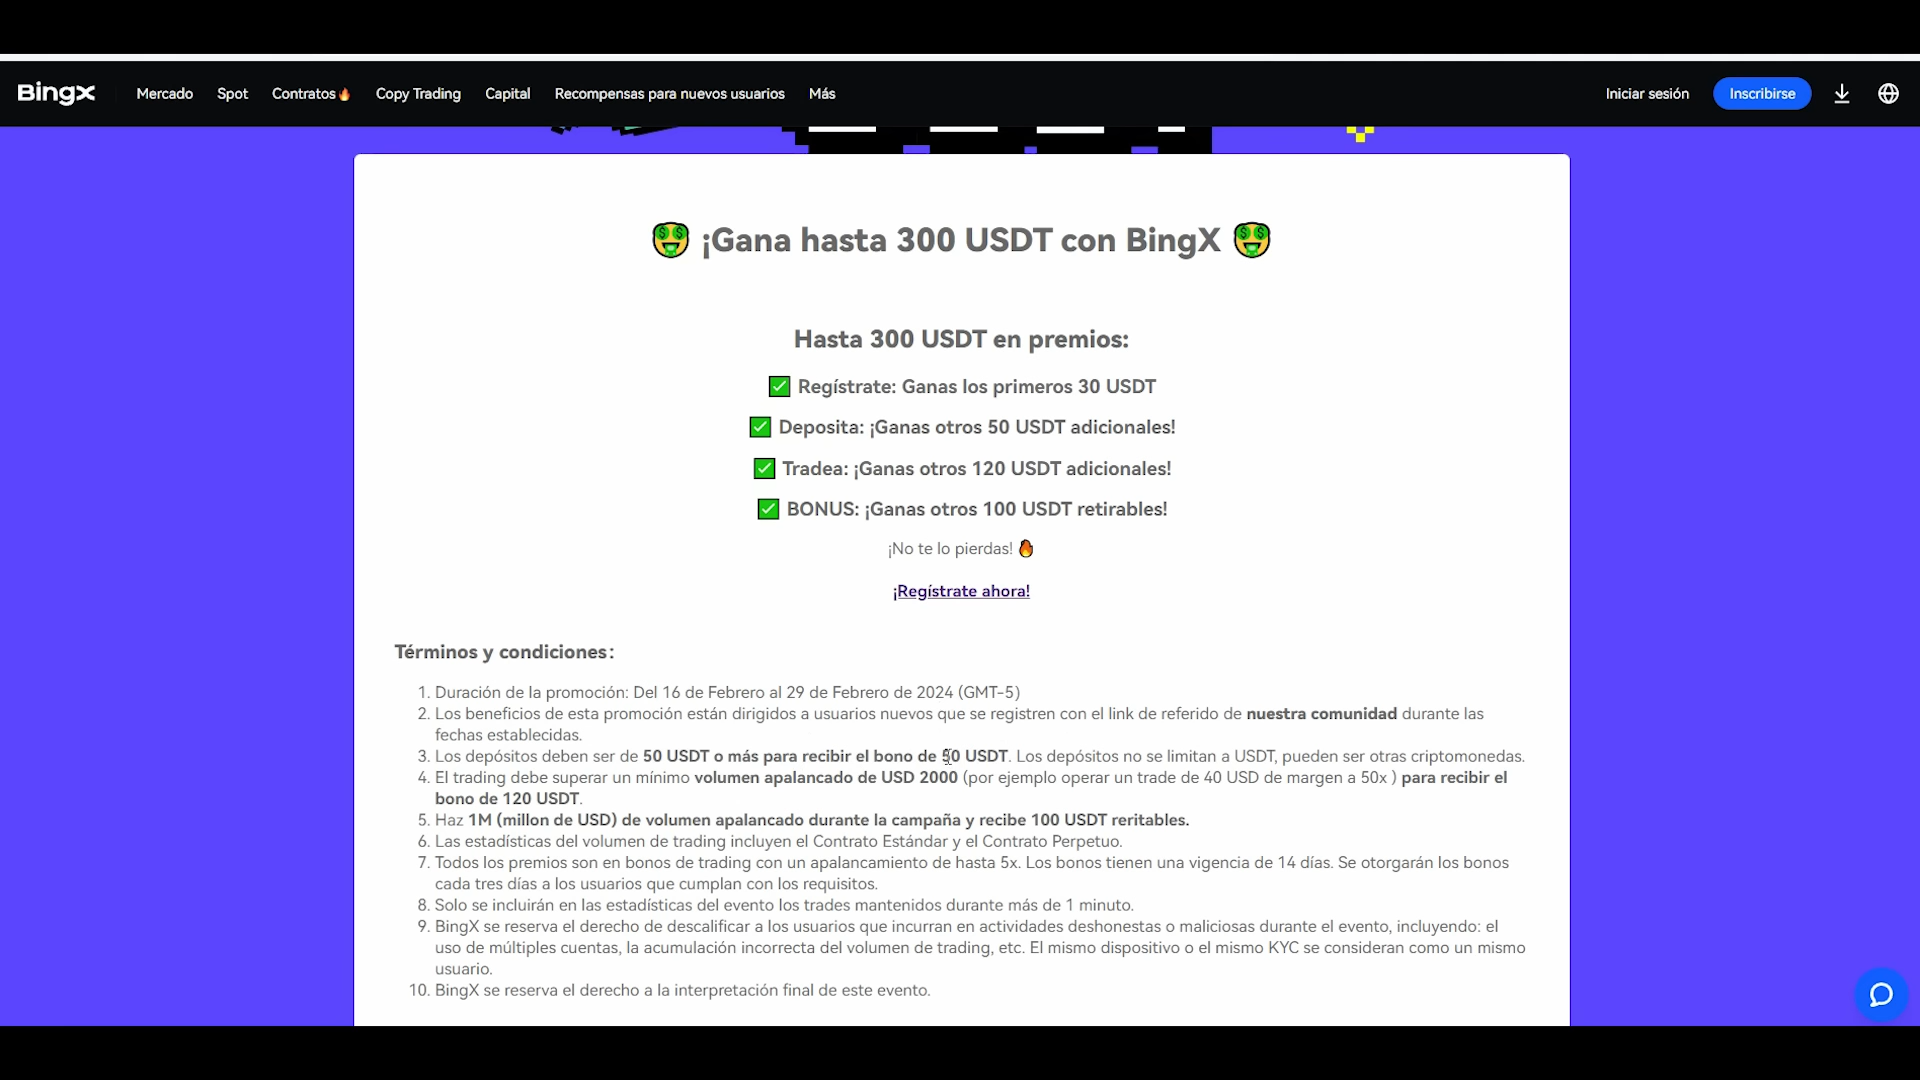 BingX
Mercado Spot Contratos🔥 Copy Trading Capital Recompensas para nuevos usuarios Más Iniciar sesión Inscribirse
🤑 ¡Gana hasta 300 USDT con BingX 🤑
Hasta 300 USDT en premios:
✅ Regístrate: Ganas los primeros 30 USDT
✅ Deposita: ¡Ganas otros 50 USDT adicionales!
✅ Tradea: ¡Ganas otros 120 USDT adicionales!
✅ BONUS: ¡Ganas otros 100 USDT retirables!
¡No te lo pierdas! 🔥
¡Regístrate ahora!
Términos y condiciones:
1. Duración de la promoción: Del 16 de Febrero al 29 de Febrero de 2024 (GMT-5)
2. Los beneficios de esta promoción están dirigidos a usuarios nuevos que se registren con el link de referido de nuestra comunidad durante las
fechas establecidas.
3. Los depósitos deben ser de 50 USDT o más para recibir el bono de 50 USDT. Los depósitos no se limitan a USDT, pueden ser otras criptomonedas.
4. El trading debe superar un mínimo volumen apalancado de USD 2000 (por ejemplo operar un trade de 40 USD de margen a 50x ) para recibir el
bono de 120 USDT.
5. Haz 1M (millon de USD) de volumen apalancado durante la campaña y recibe 100 USDT reritables.
6. Las estadísticas del volumen de trading incluyen el Contrato Estándar y el Contrato Perpetuo.
7. Todos los premios son en bonos de trading con un apalancamiento de hasta 5x. Los bonos tienen una vigencia de 14 días. Se otorgarán los bonos
cada tres días a los usuarios que cumplan con los requisitos.
8. Solo se incluirán en las estadísticas del evento los trades mantenidos durante más de 1 minuto.
9. BingX se reserva el derecho de descalificar a los usuarios que incurran en actividades deshonestas o maliciosas durante el evento, incluyendo: el
uso de múltiples cuentas, la acumulación incorrecta del volumen de trading, etc. El mismo dispositivo o el mismo KYC se consideran como un mismo
usuario.
10. BingX se reserva el derecho a la interpretación final de este evento.